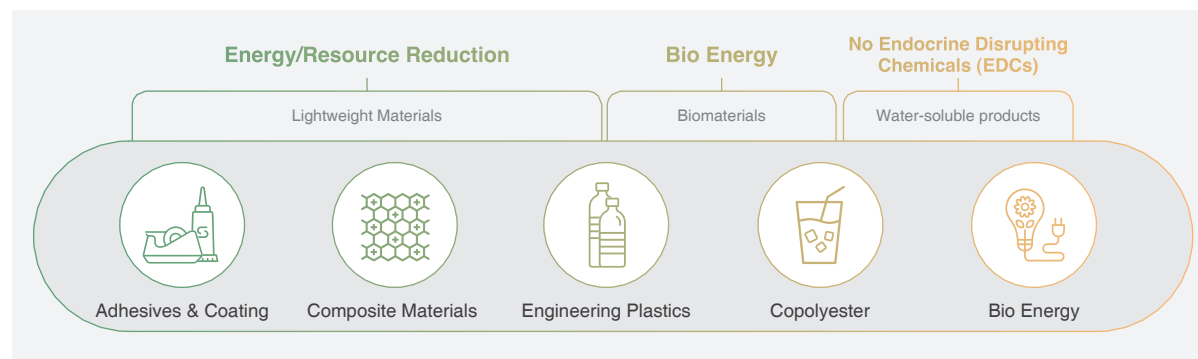 Energy/Resource Reduction
Bio Energy
No Endocrine Disrupting
Chemicals (EDCs)
Lightweight Materials
Biomaterials
Water-soluble products
Adhesives & Coating
Composite Materials
Engineering Plastics
Copolyester
Bio Energy